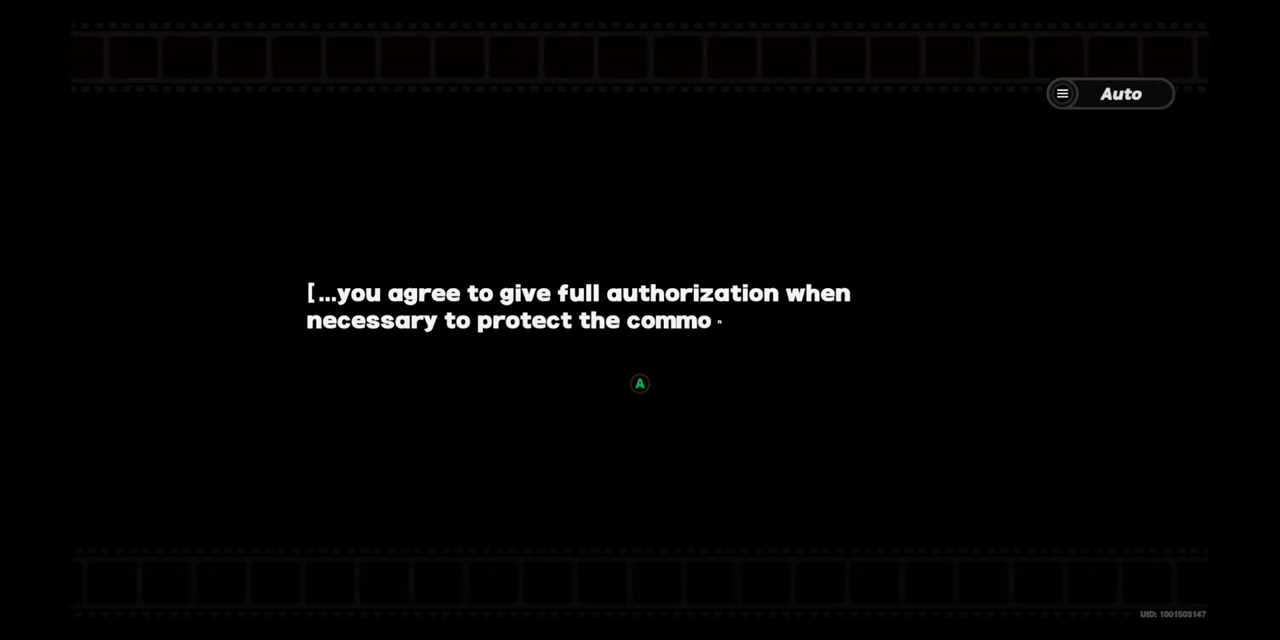 Auto
[...you agree to give full authorization when
necessary to protect the commo
A
UID: 1001503147